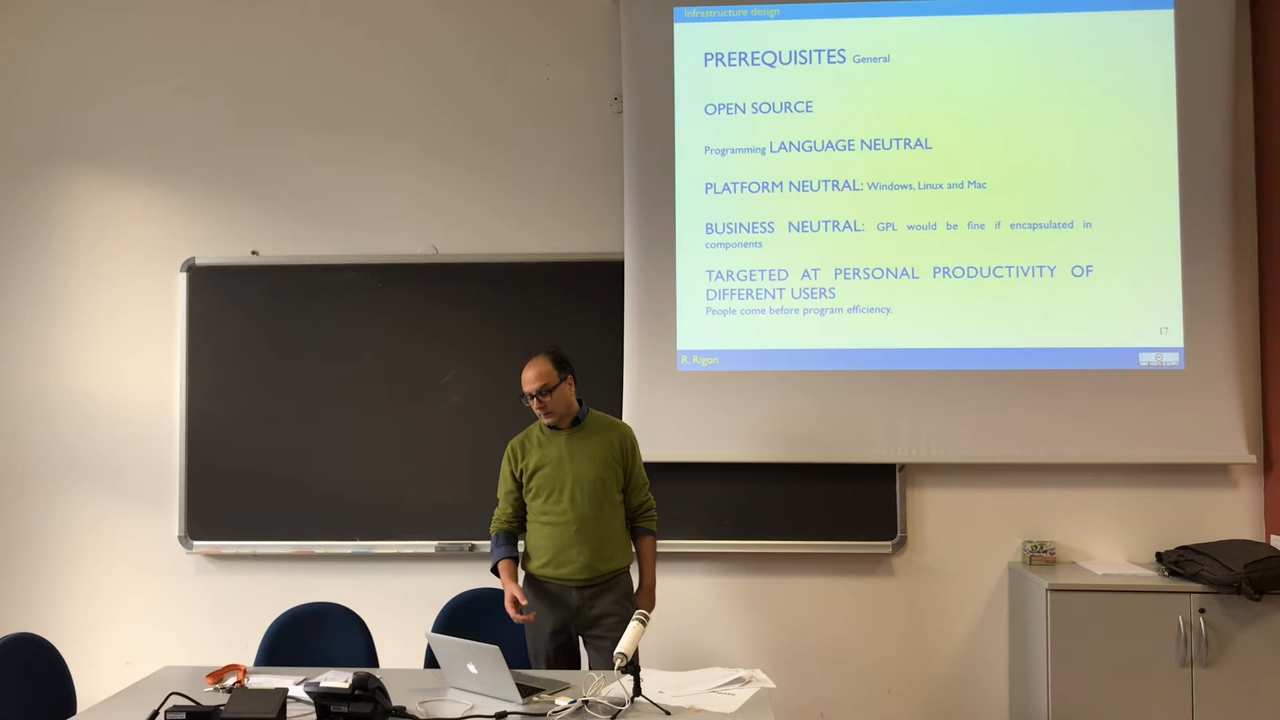 Infrastructure design
PREREQUISITES General
OPEN SOURCE
Programming LANGUAGE NEUTRAL
PLATFORM NEUTRAL: Windows, Linux and Mac
BUSINESS NEUTRAL: GPL would be fine if encapsulated in
components
TARGETED AT PERSONAL PRODUCTIVITY OF
DIFFERENT USERS
People come before program efficiency.
17
R. Rigon